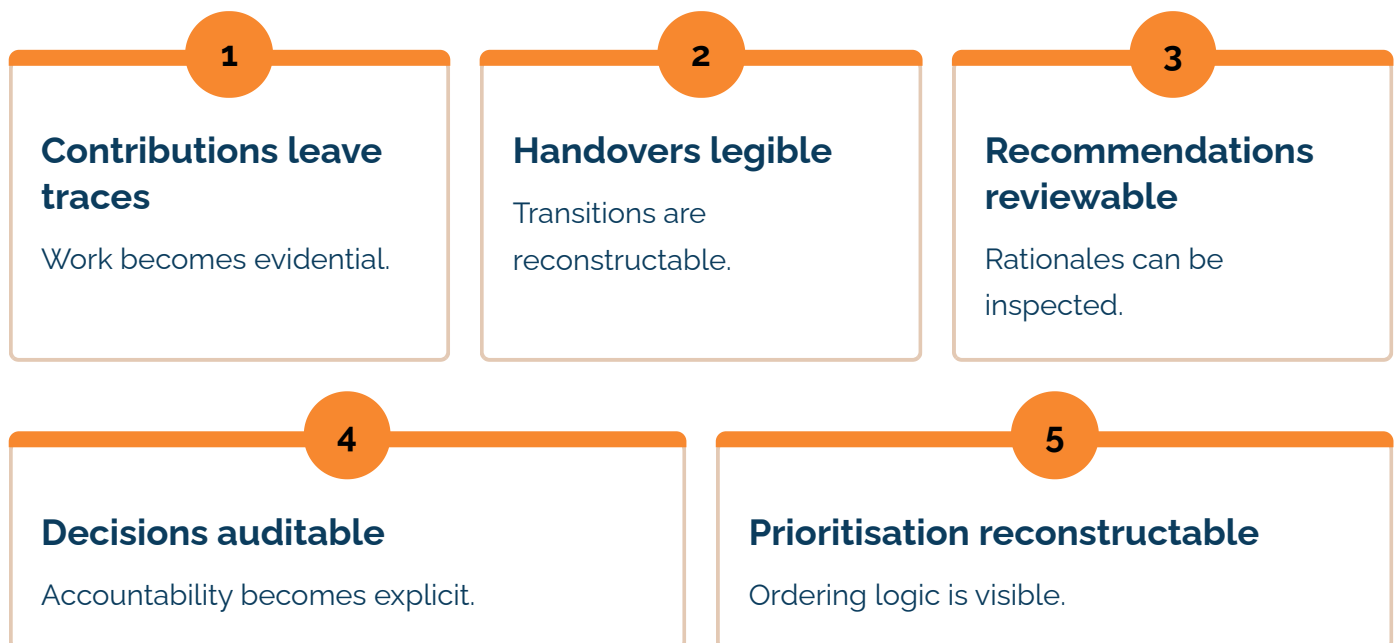 1
Contributions leave
traces
Work becomes evidential.
2
Handovers legible
Transitions are
reconstructable.
3
Recommendations
reviewable
Rationales can be
inspected.
4
Decisions auditable
Accountability becomes explicit.
5
Prioritisation reconstructable
Ordering logic is visible.